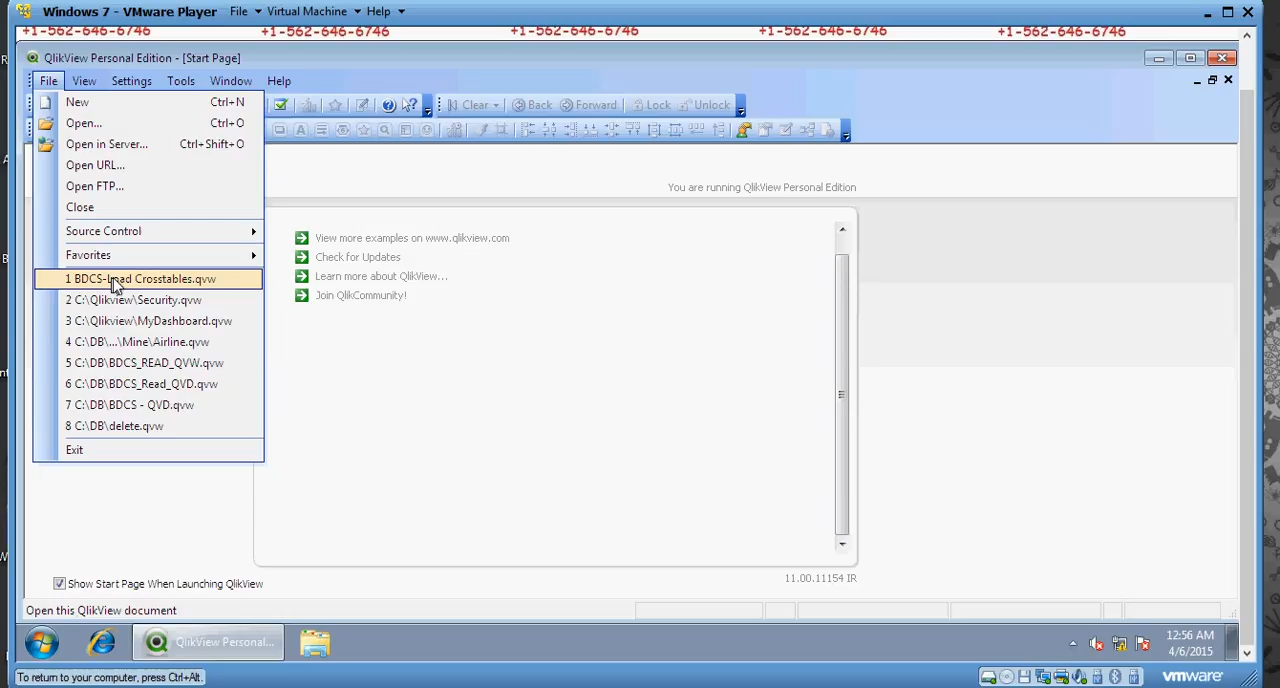 Windows 7 - VMware Player File Virtual Machine Help
+1-562-646-6746 +1-562-646-6746 +1-562-646-6746 +1-562-646-6746 +1-562-646-6746
QlikView Personal Edition - [Start Page]
File View Settings Tools Window Help
New Ctrl+N
Clear Back Forward Lock Unlock
Open... Ctrl+O
Open in Server... Ctrl+Shift+O
Open URL...
Open FTP...
You are running QlikView Personal Edition
Close
Source Control
View more examples on www.qlikview.com
Favorites
Check for Updates
Learn more about QlikView...
1 BDCS-Load Crosstables.qvw
Join QlikCommunity!
2 C:\Qlikview\Security.qvw
3 C:\Qlikview\MyDashboard.qvw
4 C:\DB\...\Mine\Airline.qvw
5 C:\DB\BDCS_READ_QVW.qvw
6 C:\DB\BDCS_Read_QVD.qvw
7 C:\DB\BDCS - QVD.qvw
8 C:\DB\delete.qvw
Exit
Show Start Page When Launching QlikView
11.00.11154 IR
Open this QlikView document
QlikView Personal...
12:56 AM
4/6/2015
To return to your computer, press Ctrl+Alt.
vmware